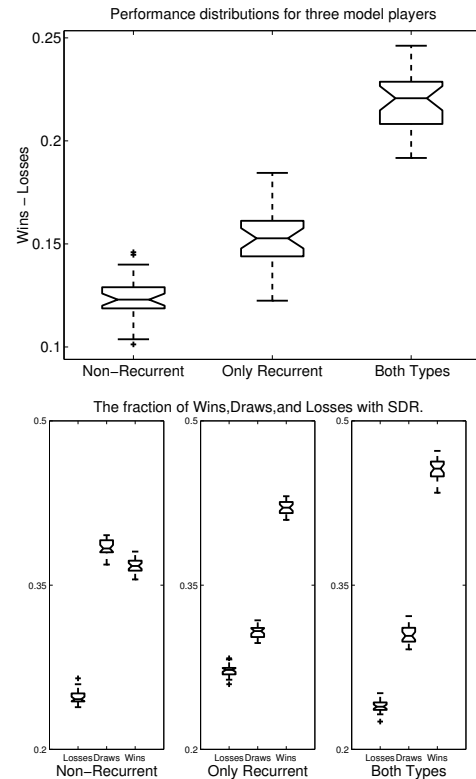 Performance distributions for three model players
0.25
0.2
0.15
0.1
Wins − Losses
Non−Recurrent Only Recurrent Both Types
The fraction of Wins,Draws,and Losses with SDR.
0.5 0.5 0.5
0.35 0.35 0.35
0.2 0.2 0.2
Losses Draws Wins Losses Draws Wins Losses Draws Wins
Non−Recurrent Only Recurrent Both Types